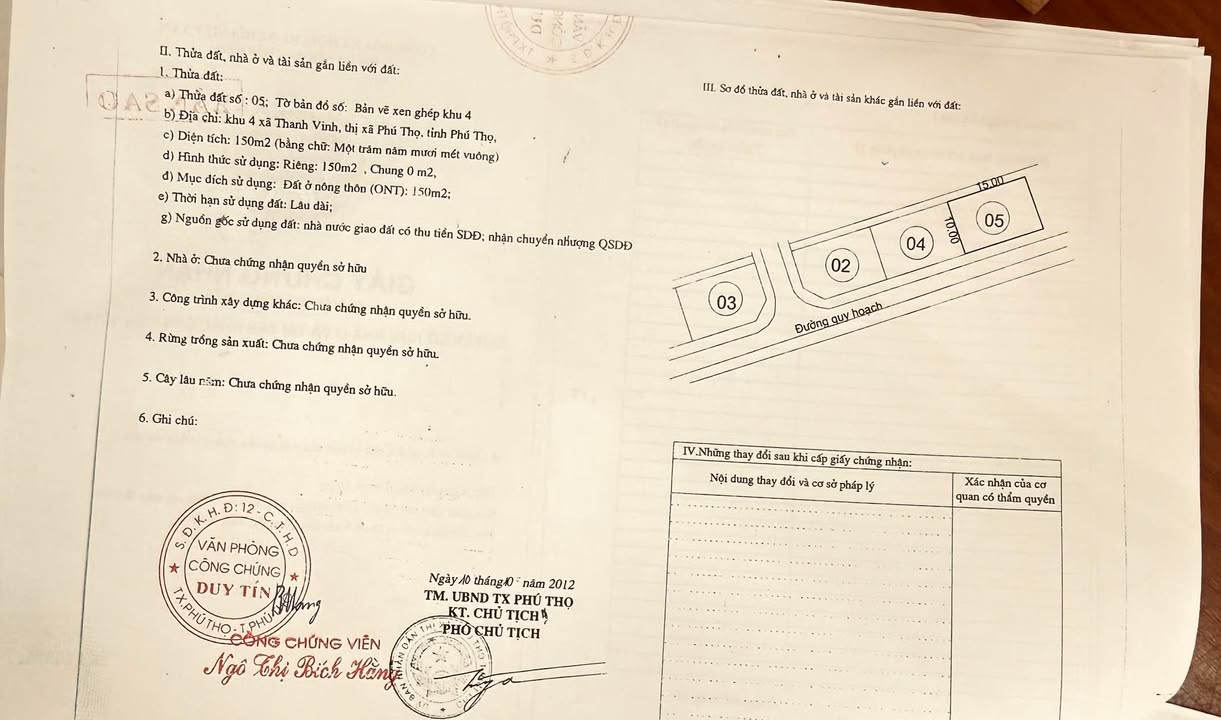 II. Thửa đất, nhà ở và tài sản gắn liền với đất:
1. Thửa đất:
a) Thửa đất số : 05; Tờ bản đồ số: Bản vẽ xen ghép khu 4
b) Địa chỉ: khu 4 xã Thanh Vinh, thị xã Phú Thọ, tỉnh Phú Thọ,
c) Diện tích: 150m2 (bằng chữ: Một trăm năm mươi mét vuông)
d) Hình thức sử dụng: Riêng: 150m2 , Chung 0 m2,
đ) Mục đích sử dụng: Đất ở nông thôn (ONT): 150m2;
e) Thời hạn sử dụng đất: Lâu dài;
g) Nguồn gốc sử dụng đất: nhà nước giao đất có thu tiền SDĐ; nhận chuyển nhượng QSDĐ
2. Nhà ở: Chưa chứng nhận quyền sở hữu
3. Công trình xây dựng khác: Chưa chứng nhận quyền sở hữu.
4. Rừng trồng sản xuất: Chưa chứng nhận quyền sở hữu.
5. Cây lâu năm: Chưa chứng nhận quyền sở hữu.
6. Ghi chú:
S.Đ.K.H.Đ: 12 - C.T.H.D
VĂN PHÒNG
CÔNG CHỨNG
DUY TÍN
TX.PHÚ THỌ - T.PHÚ
CÔNG CHỨNG VIÊN
Ngô Thị Bích Hằng
Ngày 10 tháng 10 năm 2012
TM. UBND TX PHÚ THỌ
KT. CHỦ TỊCH
PHÓ CHỦ TỊCH
III. Sơ đồ thửa đất, nhà ở và tài sản khác gắn liền với đất:
15.00
10.00
05
04
02
03
Đường quy hoạch
IV.Những thay đổi sau khi cấp giấy chứng nhận:
Nội dung thay đổi và cơ sở pháp lý
Xác nhận của cơ
quan có thẩm quyền